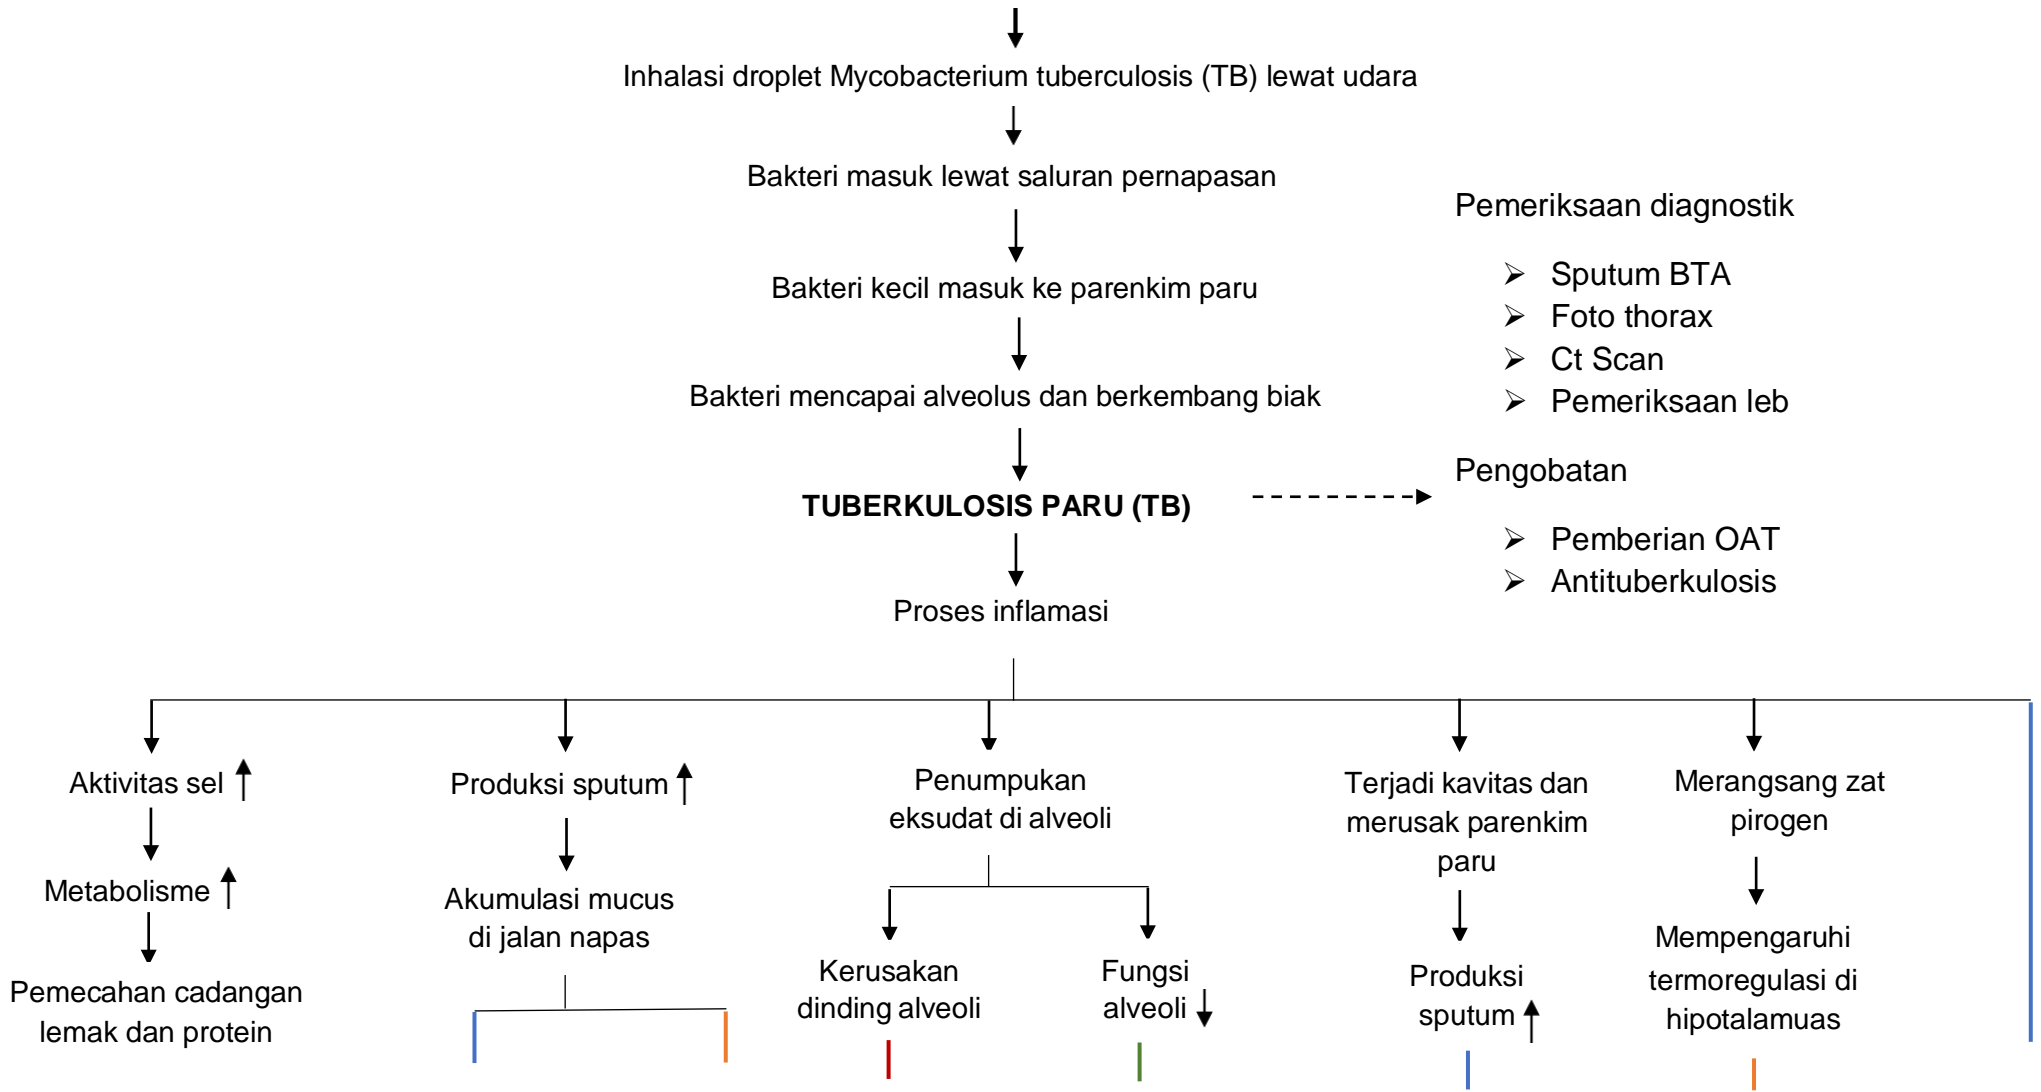 Inhalasi droplet Mycobacterium tuberculosis (TB) lewat udara
Bakteri masuk lewat saluran pernapasan
Bakteri kecil masuk ke parenkim paru
Bakteri mencapai alveolus dan berkembang biak
TUBERKULOSIS PARU (TB)
Proses inflamasi
Pemeriksaan diagnostik
Sputum BTA
Foto thorax
Ct Scan
Pemeriksaan leb
Pengobatan
Pemberian OAT
Antituberkulosis
Aktivitas sel
Metabolisme
Pemecahan cadangan
lemak dan protein
Produksi sputum
Akumulasi mucus
di jalan napas
Penumpukan
eksudat di alveoli
Kerusakan
dinding alveoli
Fungsi
alveoli
Terjadi kavitas dan
merusak parenkim
paru
Produksi
sputum
Merangsang zat
pirogen
Mempengaruhi
termoregulasi di
hipotalamuas